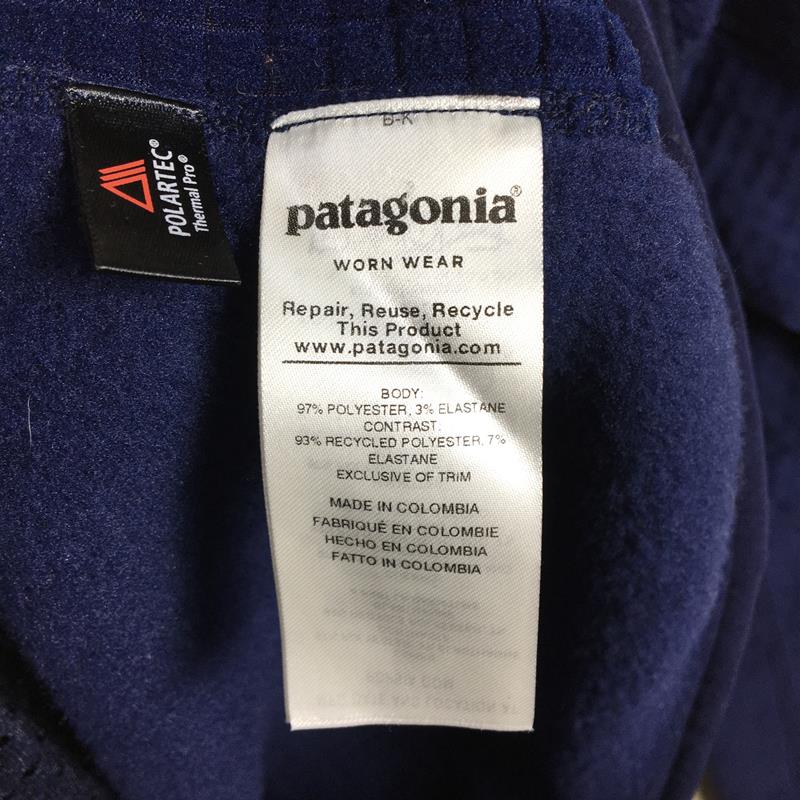 POLARTEC®
Thermal Pro®
B-K
patagonia®
WORN WEAR
Repair, Reuse, Recycle
This Product
www.patagonia.com
BODY:
97% POLYESTER, 3% ELASTANE
CONTRAST:
93% RECYCLED POLYESTER, 7%
ELASTANE
EXCLUSIVE OF TRIM
MADE IN COLOMBIA
FABRIQUÉ EN COLOMBIE
HECHO EN COLOMBIA
FATTO IN COLOMBIA